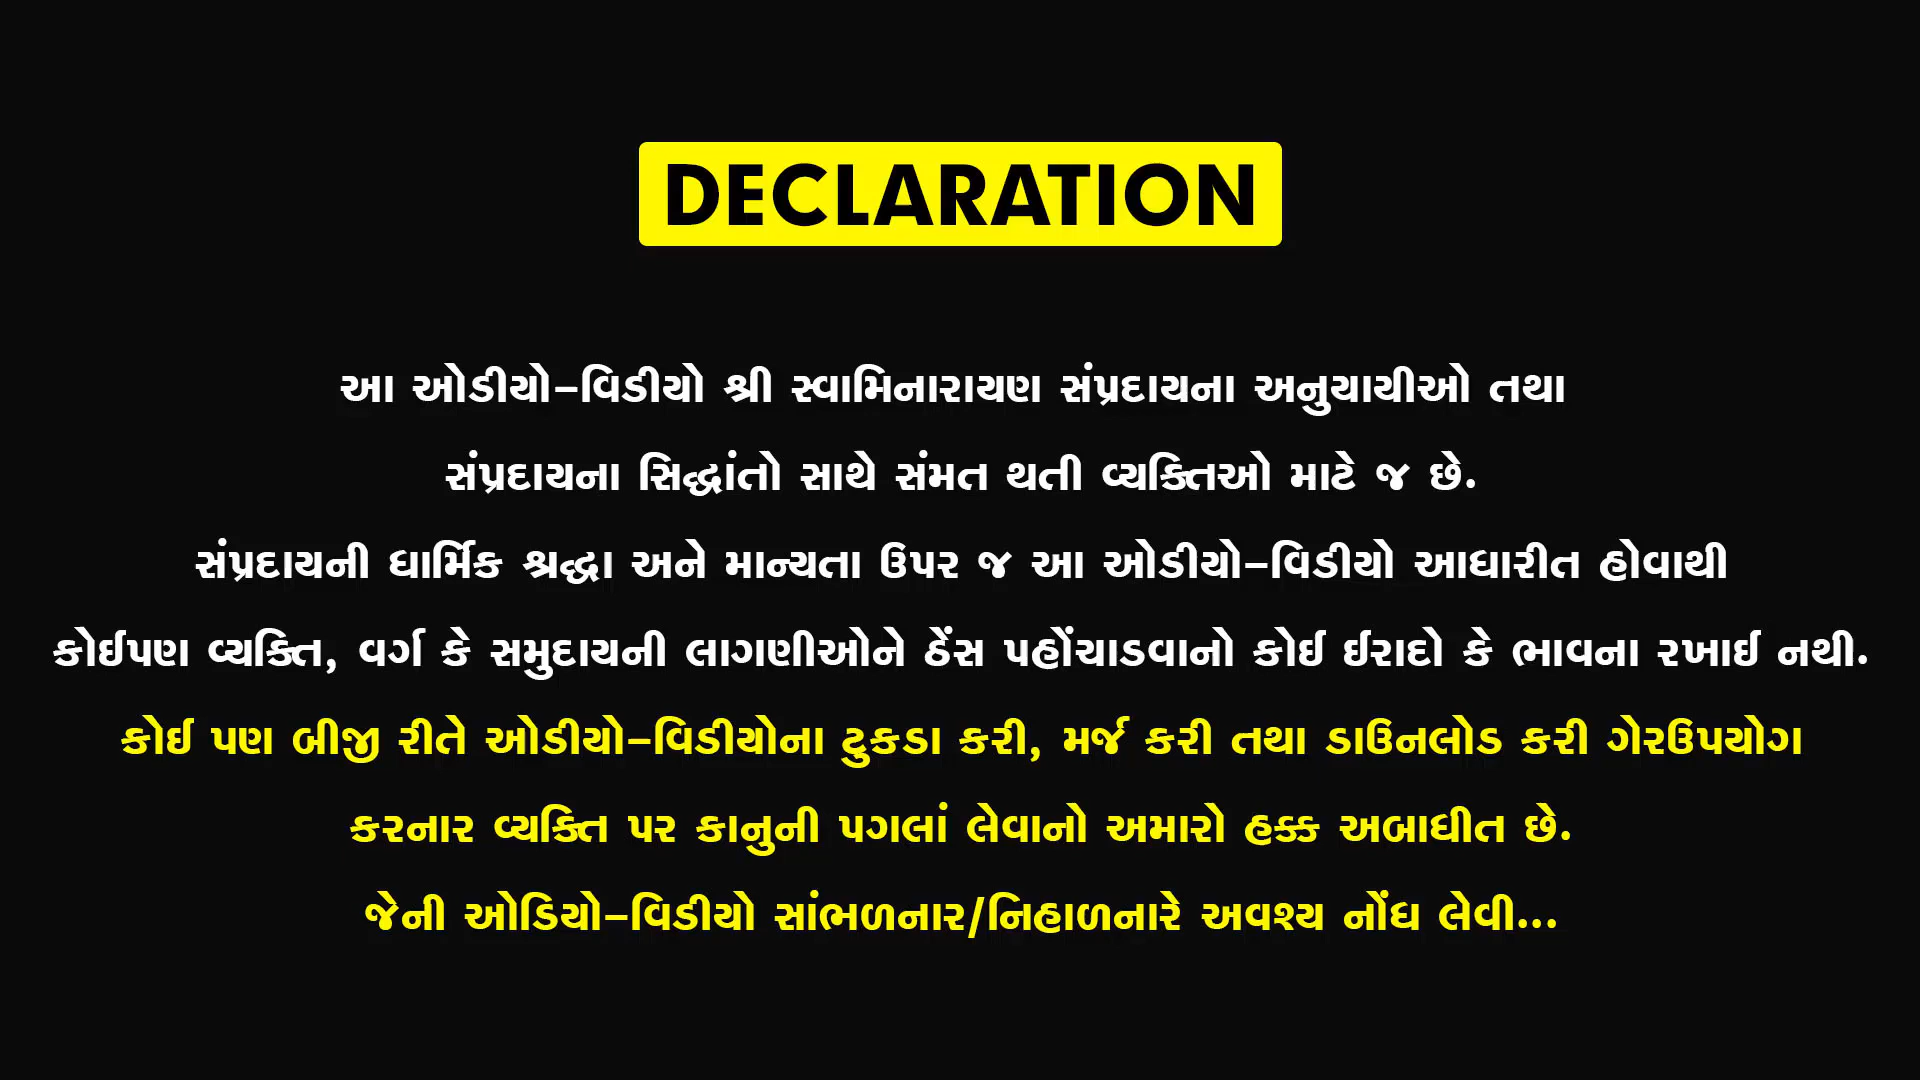 DECLARATION
આ ઓડીયો-વિડીયો શ્રી સ્વામિનારાયણ સંપ્રદાયના અનુયાયીઓ તથા
સંપ્રદાયના સિદ્ધાંતો સાથે સંમત થતી વ્યક્તિઓ માટે જ છે.
સંપ્રદાયની ધાર્મિક શ્રદ્ધા અને માન્યતા ઉપર જ આ ઓડીયો-વિડીયો આધારીત હોવાથી
કોઈપણ વ્યક્તિ, વર્ગ કે સમુદાયની લાગણીઓને ઠેંસ પહોંચાડવાનો કોઈ ઈરાદો કે ભાવના રખાઈ નથી.
કોઈ પણ બીજી રીતે ઓડીયો-વિડીયોના ટુકડા કરી, મર્જ કરી તથા ડાઉનલોડ કરી ગેરઉપયોગ
કરનાર વ્યક્તિ પર કાનુની પગલાં લેવાનો અમારો હક્ક અબાધીત છે.
જેની ઓડિયો-વિડીયો સાંભળનાર/નિહાળનારે અવશ્ય નોંધ લેવી...